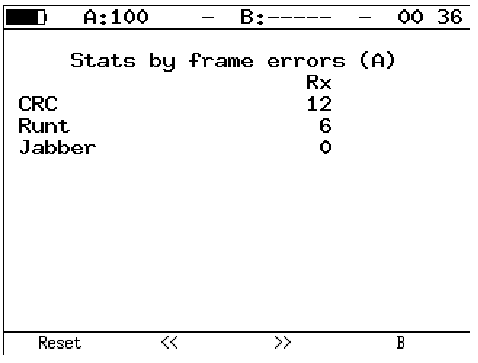 A:100 – B:----- – 00 36
Stats by frame errors (A)
Rx
CRC 12
Runt 6
Jabber 0
Reset << >> B